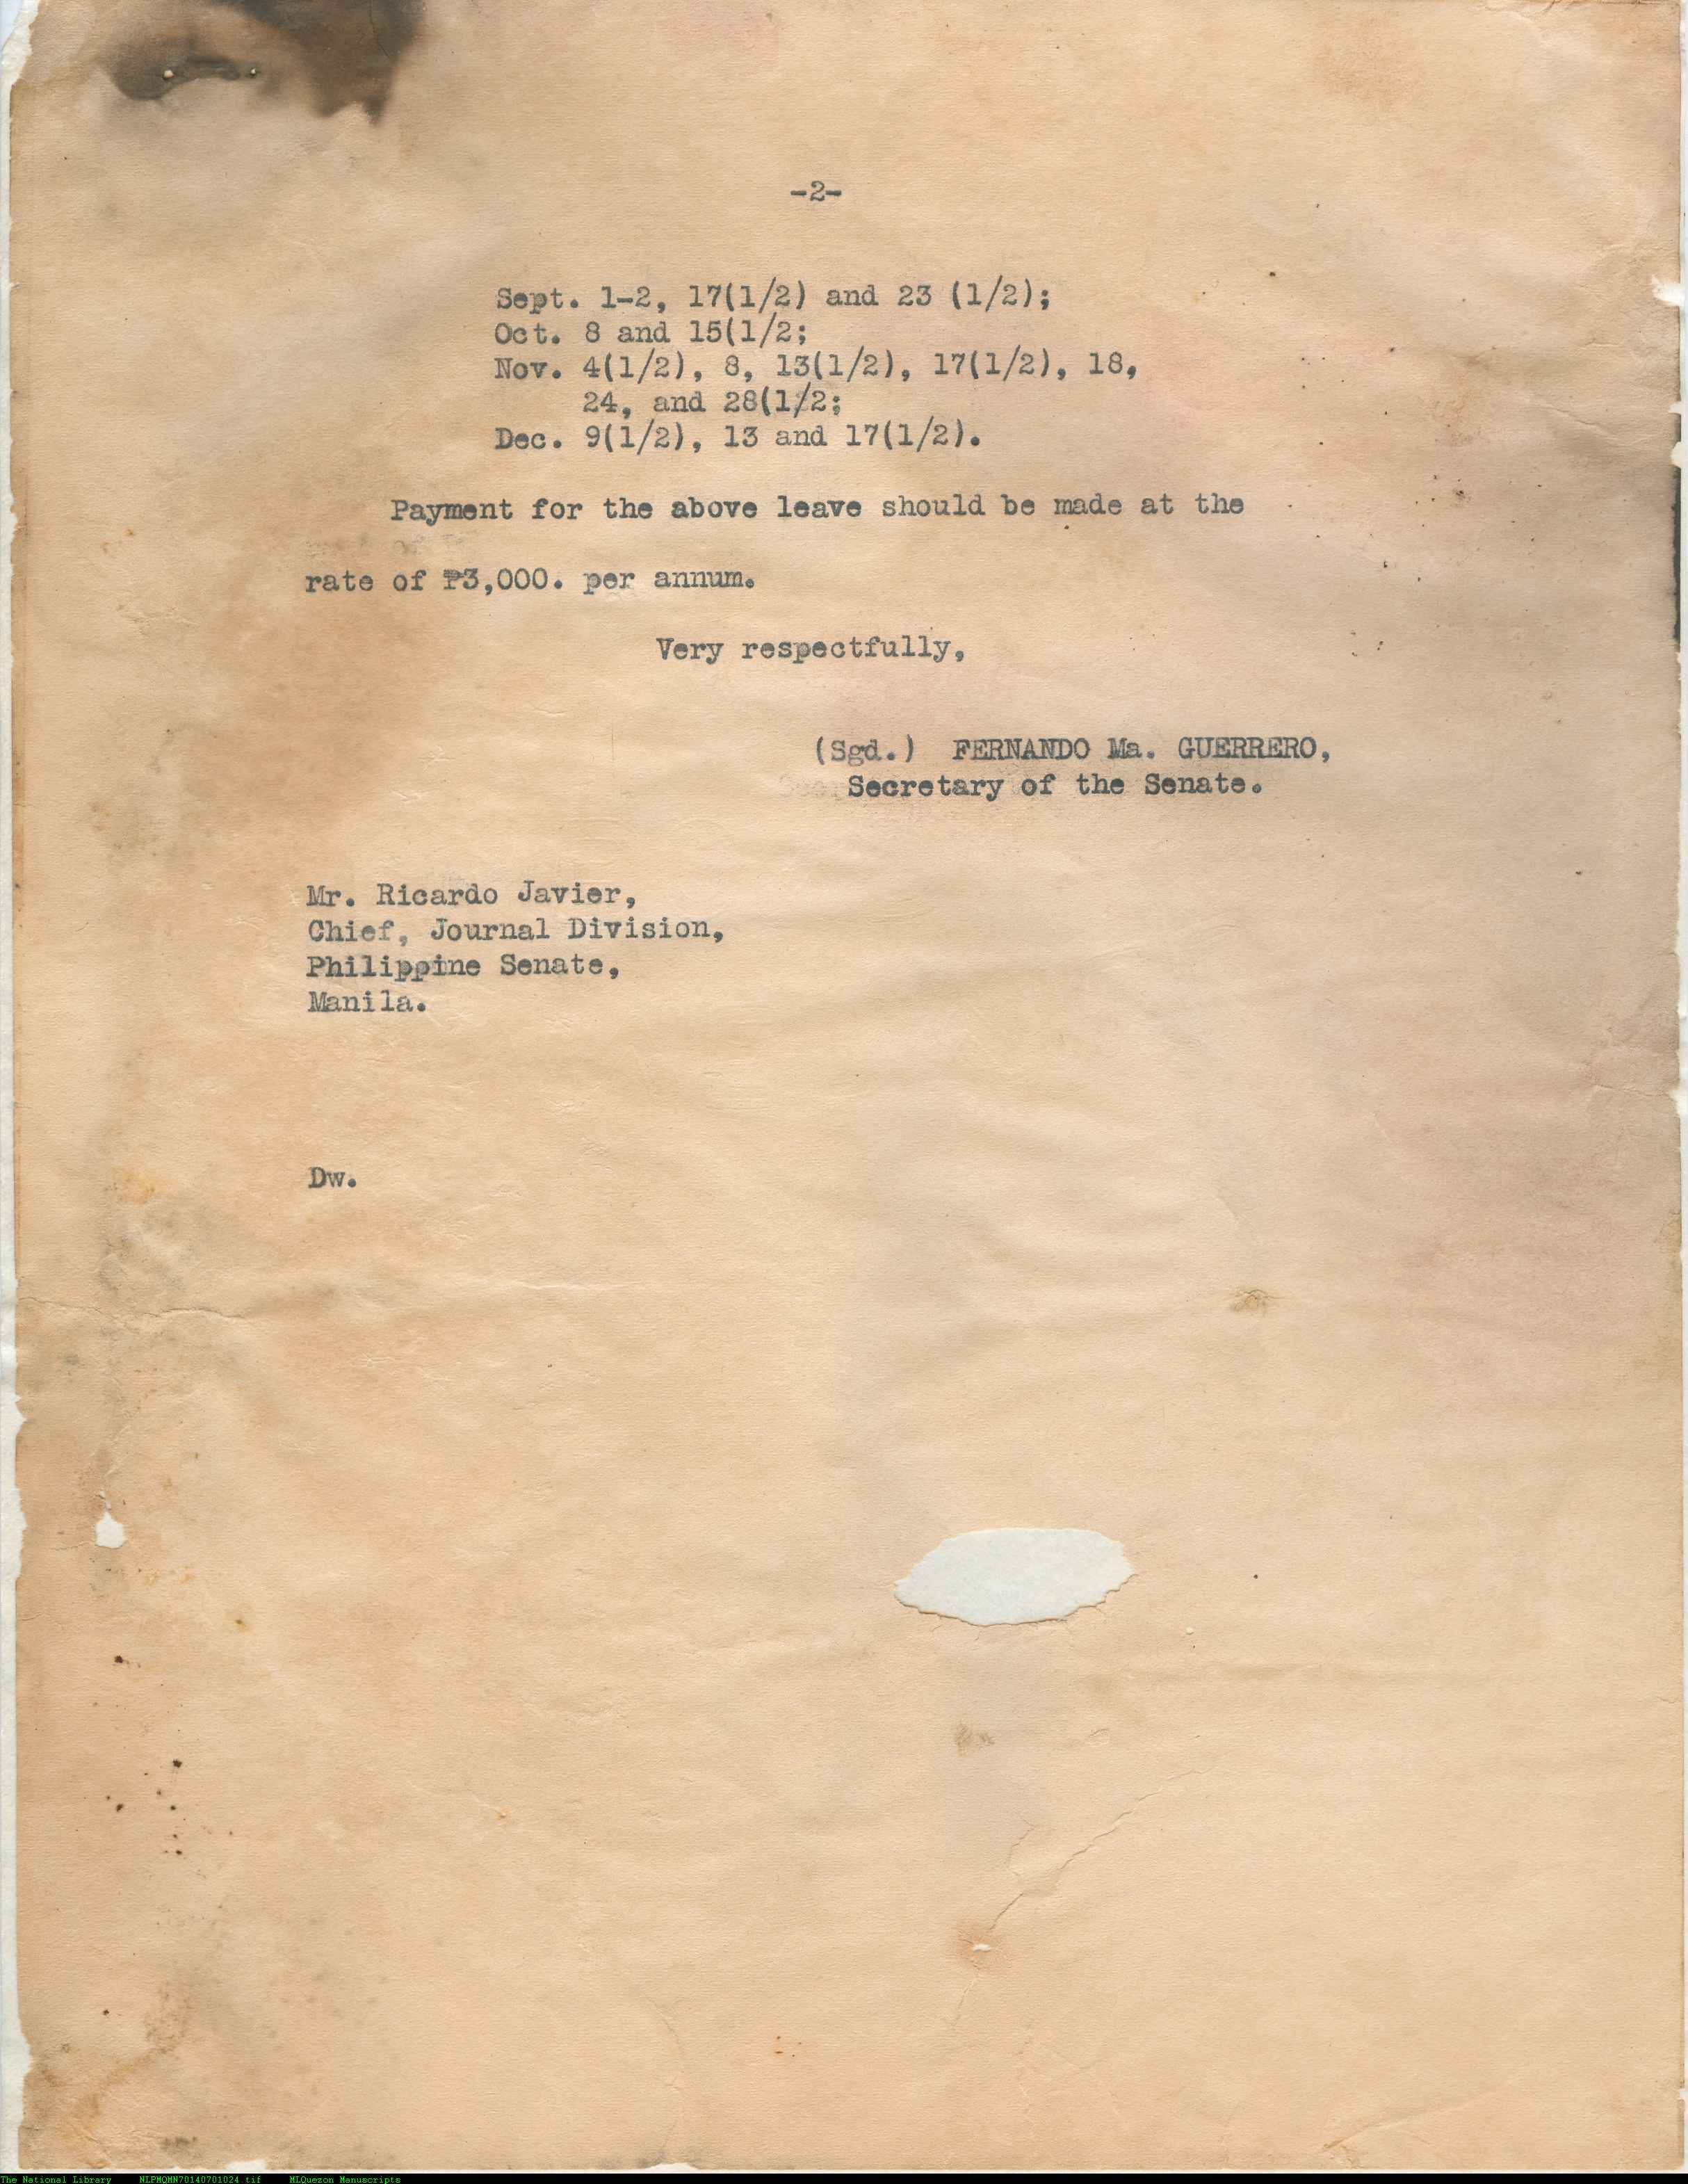 -2-
Sept. 1-2, 17(1/2) and 23 (1/2);
Oct. 8 and 15(1/2;
Nov. 4(1/2), 8, 13(1/2), 17(1/2), 18,
24, and 28(1/2;
Dec. 9(1/2), 13 and 17(1/2).
Payment for the above leave should be made at the
rate of ₱3,000. per annum.
Very respectfully,
(Sgd.) FERNANDO Ma. GUERRERO,
Secretary of the Senate.
Mr. Ricardo Javier,
Chief, Journal Division,
Philippine Senate,
Manila.
Dw.
The National Library NLPMQMN70140701024.tif MLQuezon Manuscripts